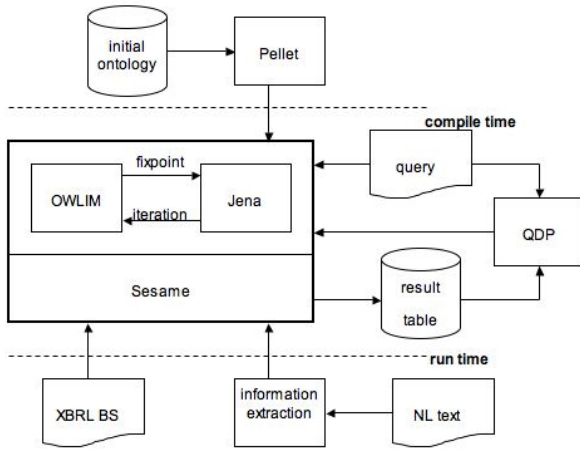 initial
ontology
Pellet
compile time
fixpoint
query
OWLIM
Jena
iteration
QDP
Sesame
result
table
run time
XBRL BS
information
extraction
NL text